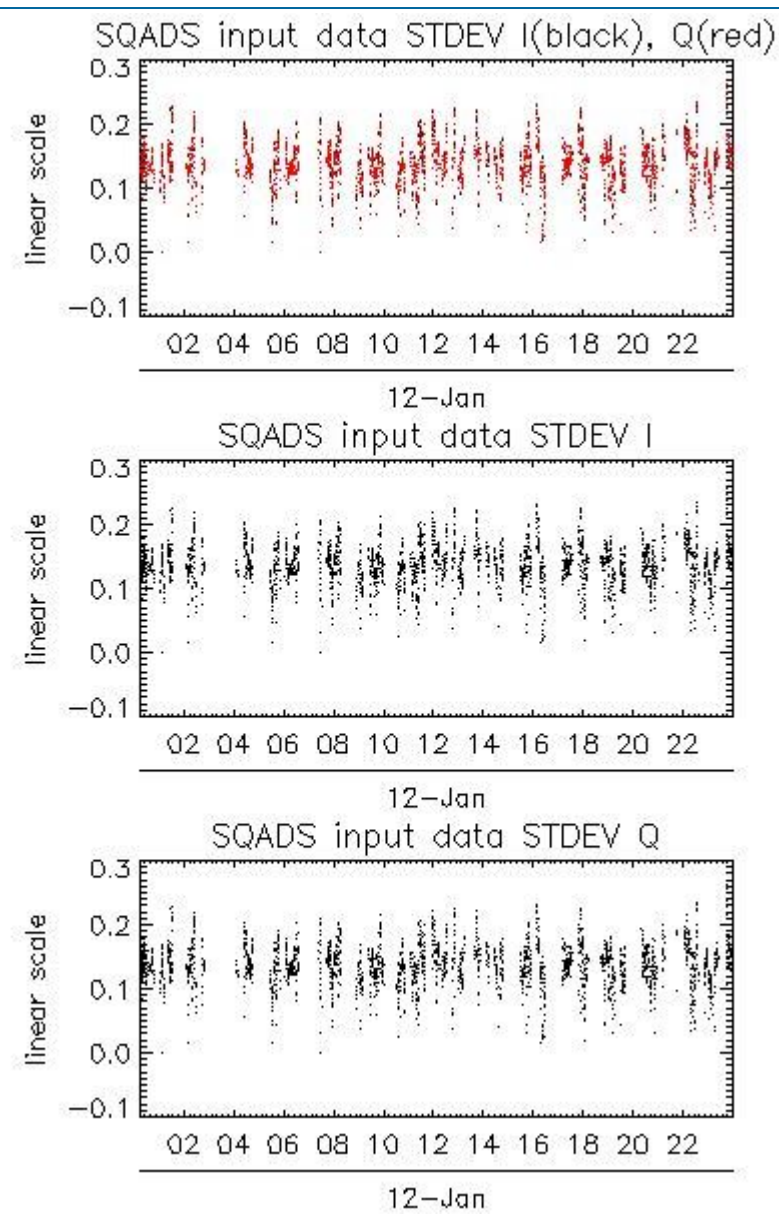 SQADS input data STDEV I(black), Q(red)
0.3
0.2
0.1
0.0
−0.1
linear scale
02 04 06 08 10 12 14 16 18 20 22
12−Jan
SQADS input data STDEV I
0.3
0.2
0.1
0.0
−0.1
linear scale
02 04 06 08 10 12 14 16 18 20 22
12−Jan
SQADS input data STDEV Q
0.3
0.2
0.1
0.0
−0.1
linear scale
02 04 06 08 10 12 14 16 18 20 22
12−Jan